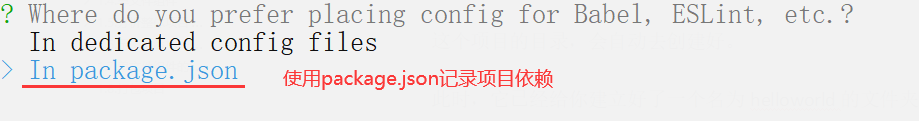 ? Where do you prefer placing config for Babel, ESLint, etc.?
In dedicated config files
> In package.json 使用package.json记录项目依赖